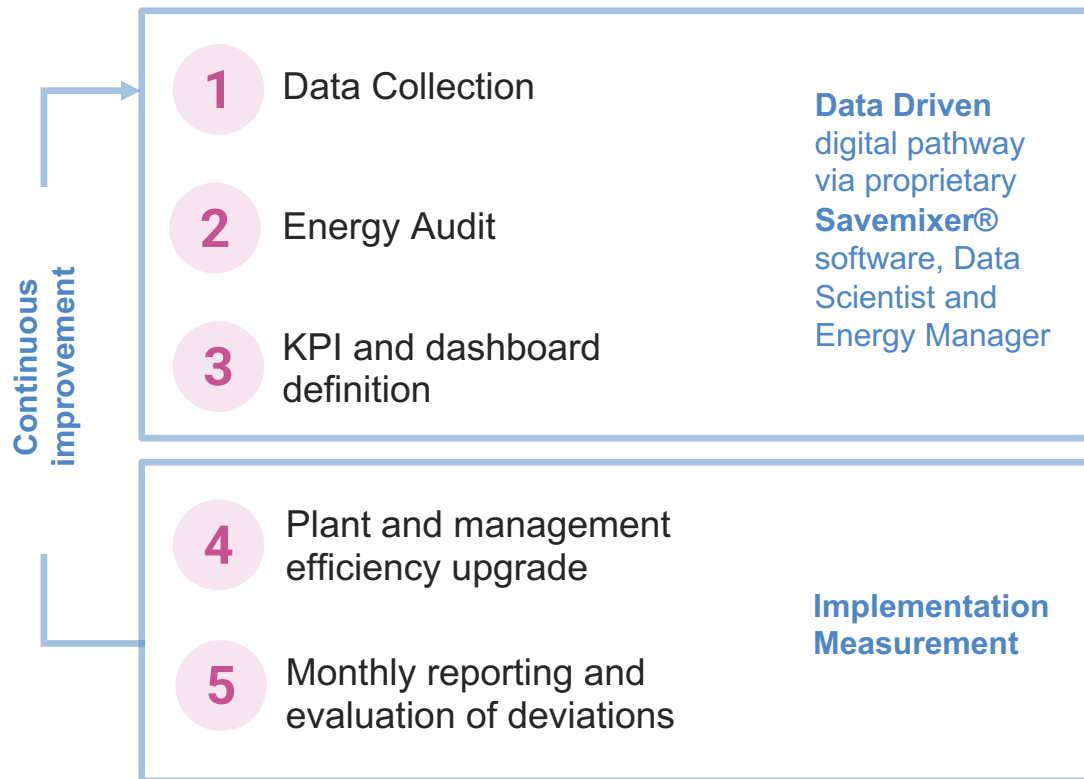 1
Data Collection
2
Energy Audit
3
KPI and dashboard
definition
Data Driven
digital pathway
via proprietary
Savemixer®
software, Data
Scientist and
Energy Manager
Continuous
improvement
4
Plant and management
efficiency upgrade
5
Monthly reporting and
evaluation of deviations
Implementation
Measurement